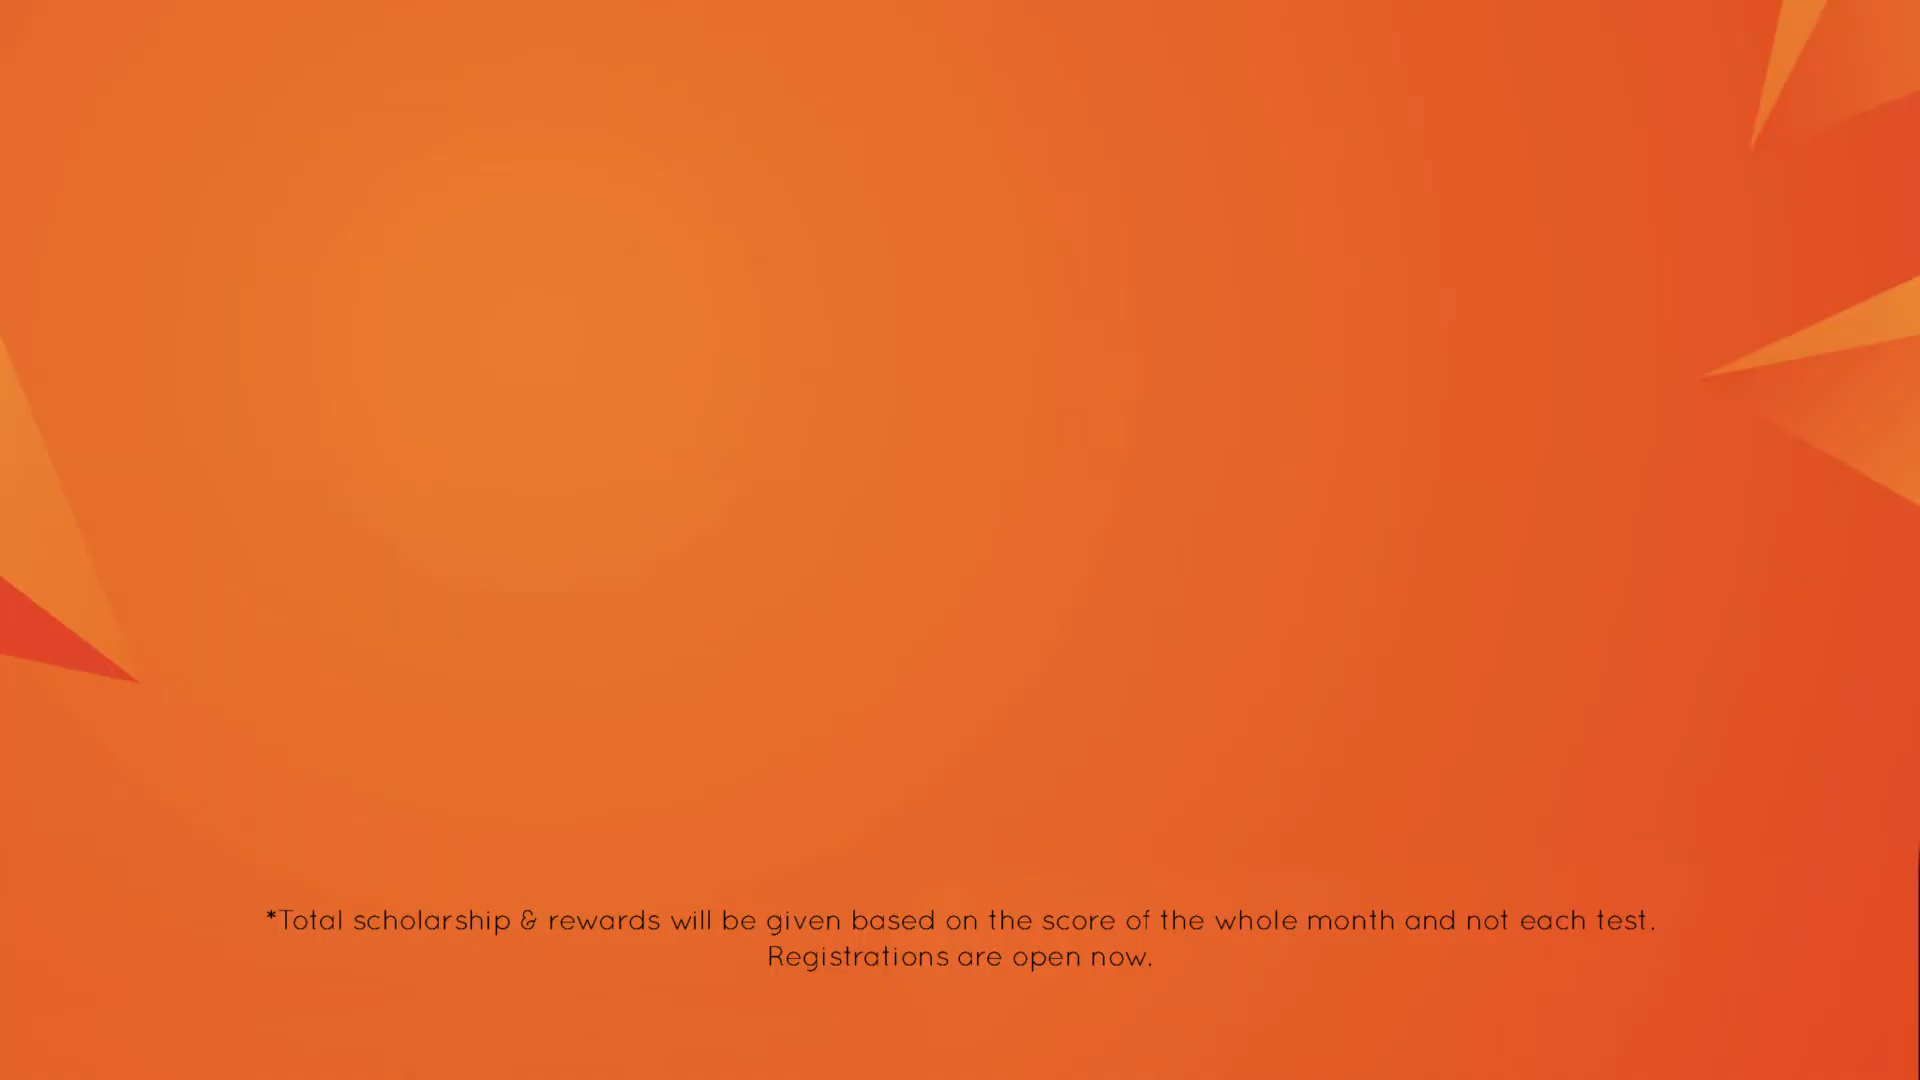 *Total scholarship & rewards will be given based on the score of the whole month and not each test.
Registrations are open now.